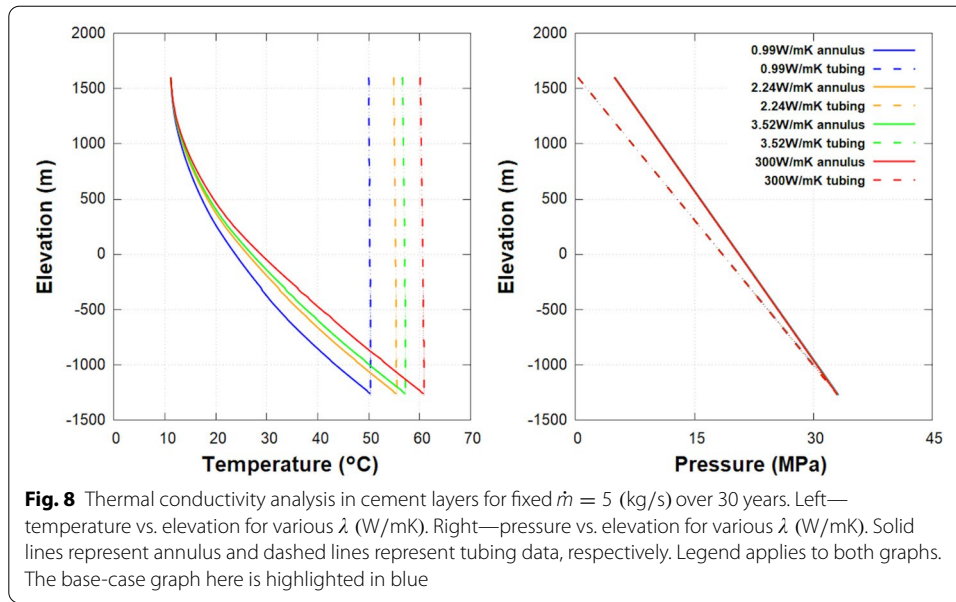 2000
1500
1000
500
0
-500
-1000
-1500
Elevation (m)
0 10 20 30 40 50 60 70
Temperature (°C)
2000
1500
1000
500
0
-500
-1000
-1500
Elevation (m)
0.99W/mK annulus
0.99W/mK tubing
2.24W/mK annulus
2.24W/mK tubing
3.52W/mK annulus
3.52W/mK tubing
300W/mK annulus
300W/mK tubing
0 15 30 45
Pressure (MPa)
Fig. 8 Thermal conductivity analysis in cement layers for fixed ṁ = 5 (kg/s) over 30 years. Left—
temperature vs. elevation for various λ (W/mK). Right—pressure vs. elevation for various λ (W/mK). Solid
lines represent annulus and dashed lines represent tubing data, respectively. Legend applies to both graphs.
The base-case graph here is highlighted in blue